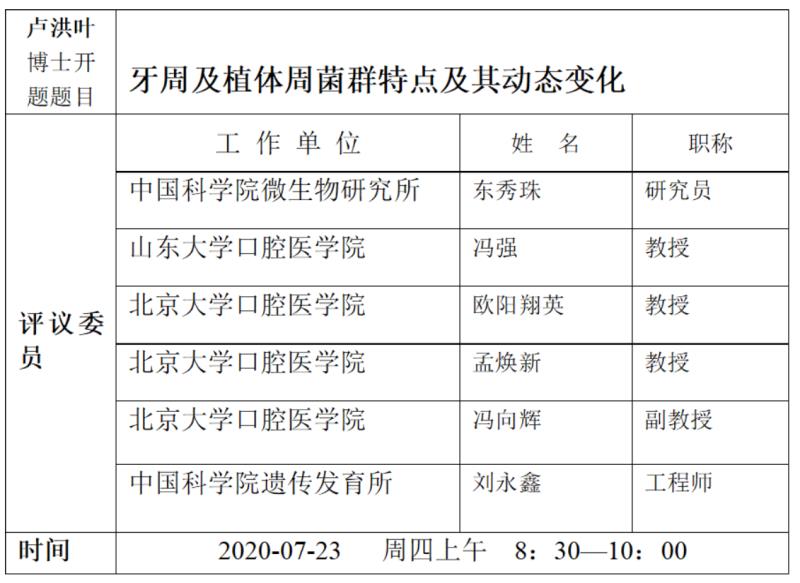 卢洪叶
博士开
题题目
牙周及植体周菌群特点及其动态变化
评议委
员
工 作 单 位 姓 名 职称
中国科学院微生物研究所 东秀珠 研究员
山东大学口腔医学院 冯强 教授
北京大学口腔医学院 欧阳翔英 教授
北京大学口腔医学院 孟焕新 教授
北京大学口腔医学院 冯向辉 副教授
中国科学院遗传发育所 刘永鑫 工程师
时间 2020-07-23 周四上午 8：30—10：00